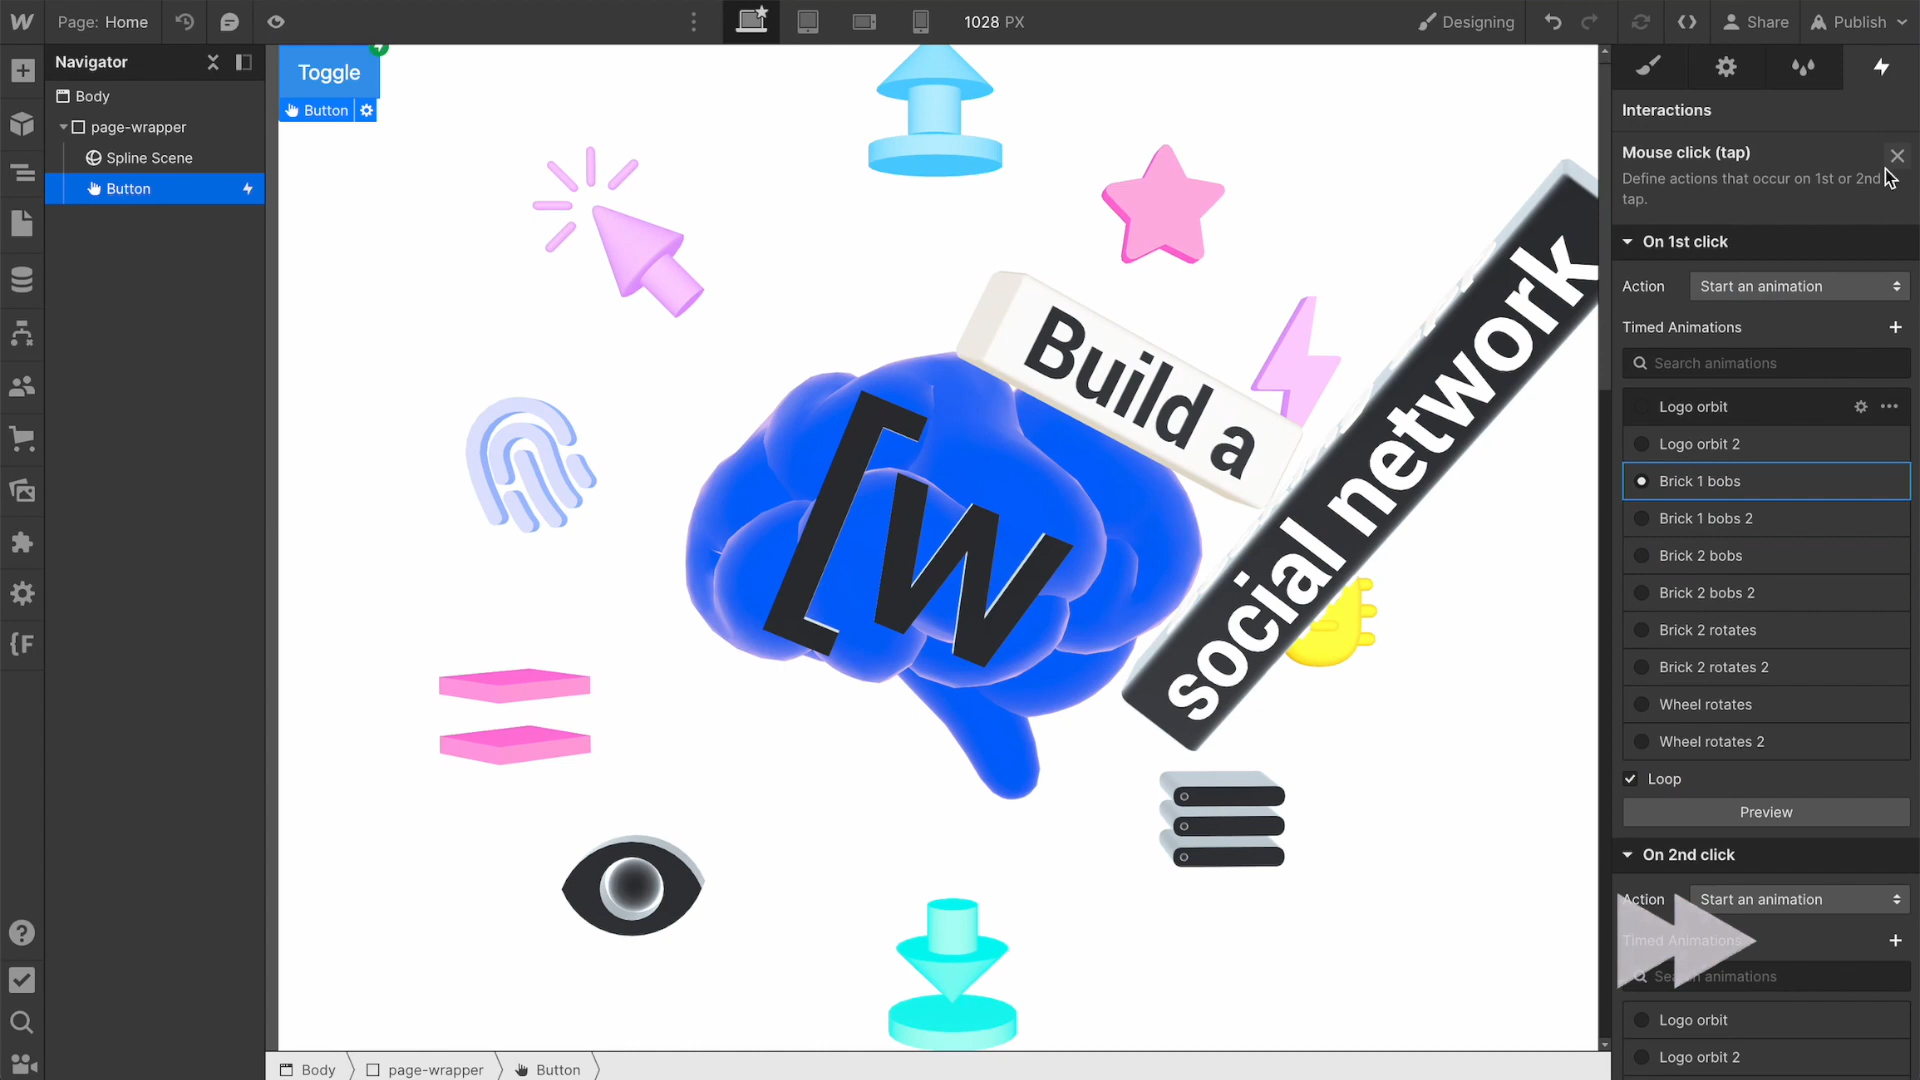 Page: Home
1028 PX
Designing
Share
Publish
Navigator
Body
page-wrapper
Spline Scene
Button
Toggle
Button
Build a
social network
[w
Interactions
Mouse click (tap)
Define actions that occur on 1st or 2nd
tap.
On 1st click
Action
Start an animation
Timed Animations
Search animations
Logo orbit
Logo orbit 2
Brick 1 bobs
Brick 1 bobs 2
Brick 2 bobs
Brick 2 bobs 2
Brick 2 rotates
Brick 2 rotates 2
Wheel rotates
Wheel rotates 2
Loop
Preview
On 2nd click
Action
Start an animation
Timed Animations
Search animations
Logo orbit
Logo orbit 2
Body
page-wrapper
Button